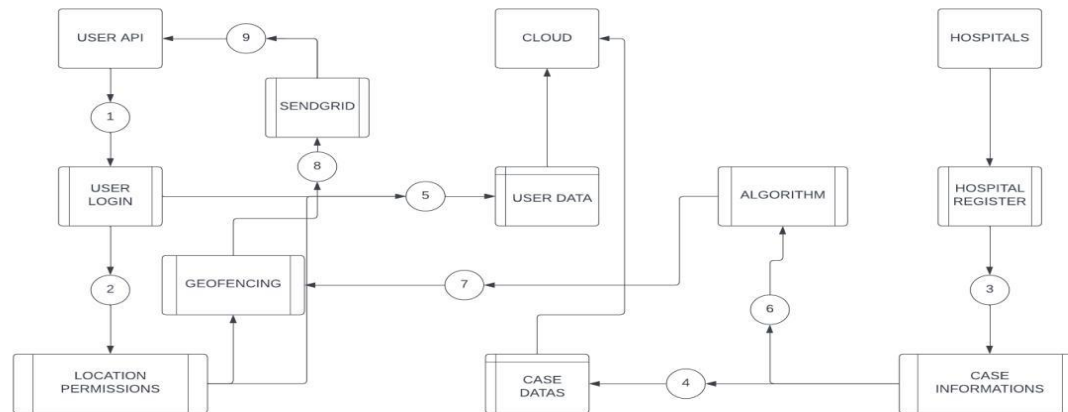 USER API
9
CLOUD
HOSPITALS
SENDGRID
1
8
USER
LOGIN
5
USER DATA
ALGORITHM
HOSPITAL
REGISTER
2
GEOFENCING
7
3
6
LOCATION
PERMISSIONS
CASE
DATAS
4
CASE
INFORMATIONS